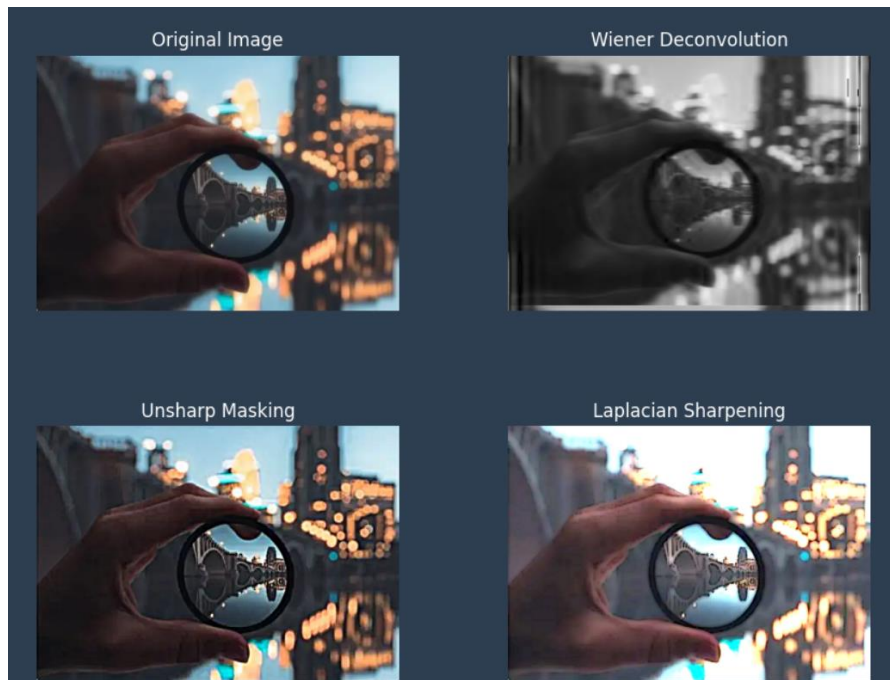 Original Image
Wiener Deconvolution
Unsharp Masking
Laplacian Sharpening